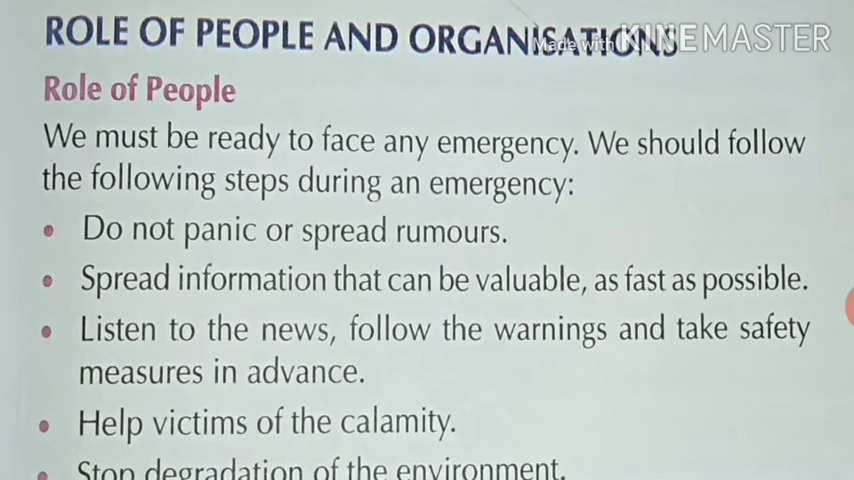 ROLE OF PEOPLE AND ORGANISATIONS
Made with KINEMASTER
Role of People
We must be ready to face any emergency. We should follow
the following steps during an emergency:
• Do not panic or spread rumours.
• Spread information that can be valuable, as fast as possible.
• Listen to the news, follow the warnings and take safety
measures in advance.
• Help victims of the calamity.
• Stop degradation of the environment.